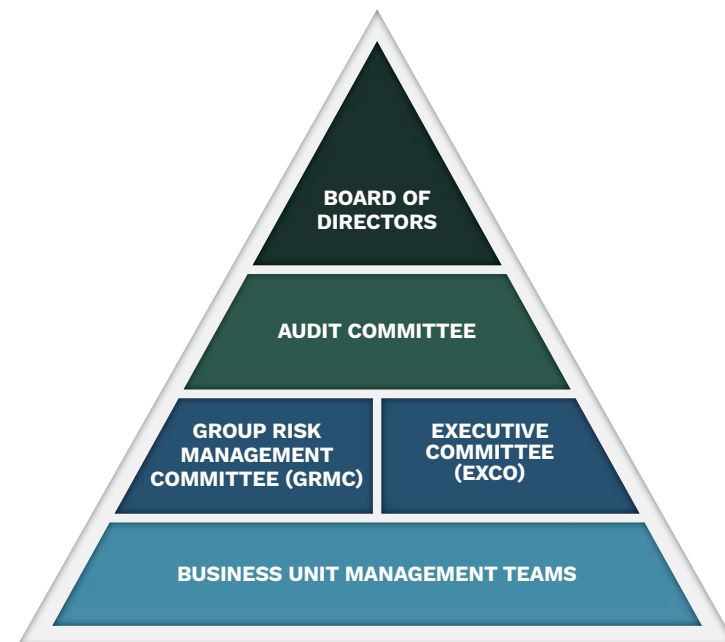 BOARD OF
DIRECTORS
AUDIT COMMITTEE
GROUP RISK
MANAGEMENT
COMMITTEE (GRMC)
EXECUTIVE
COMMITTEE
(EXCO)
BUSINESS UNIT MANAGEMENT TEAMS